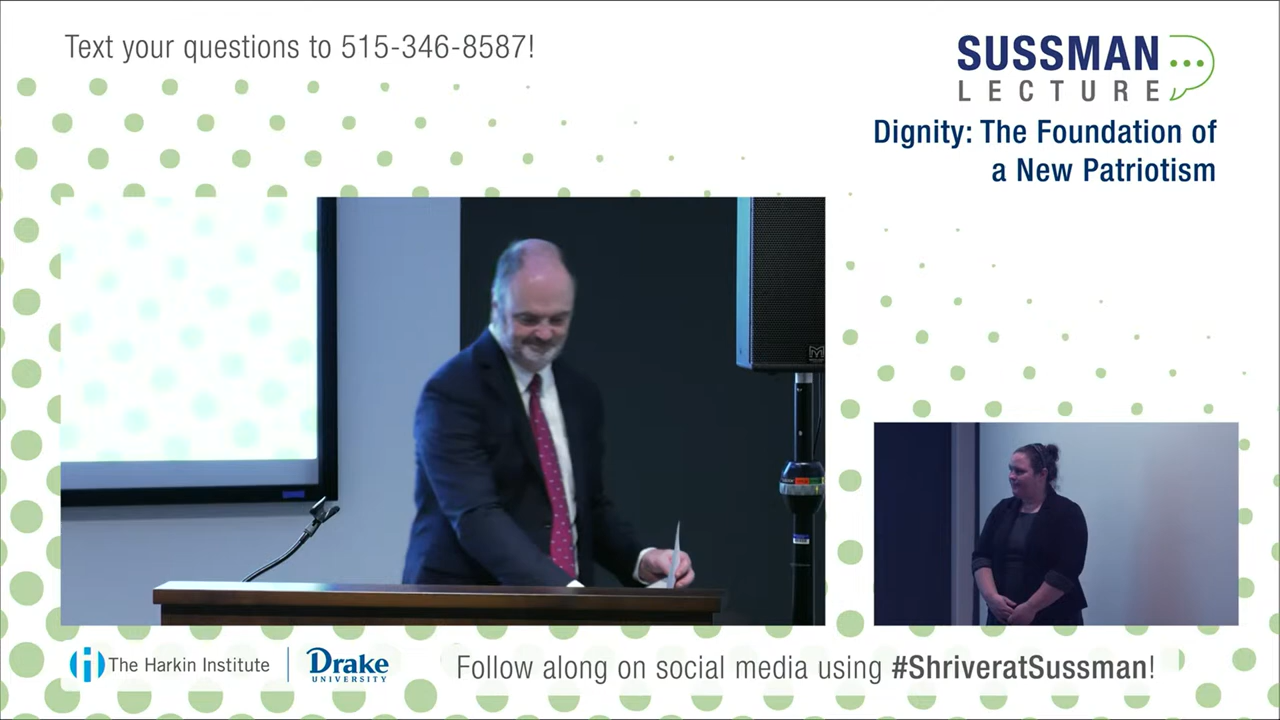 Text your questions to 515-346-8587!
SUSSMAN
LECTURE
Dignity: The Foundation of
a New Patriotism
The Harkin Institute
Drake
UNIVERSITY
Follow along on social media using #ShriveratSussman!